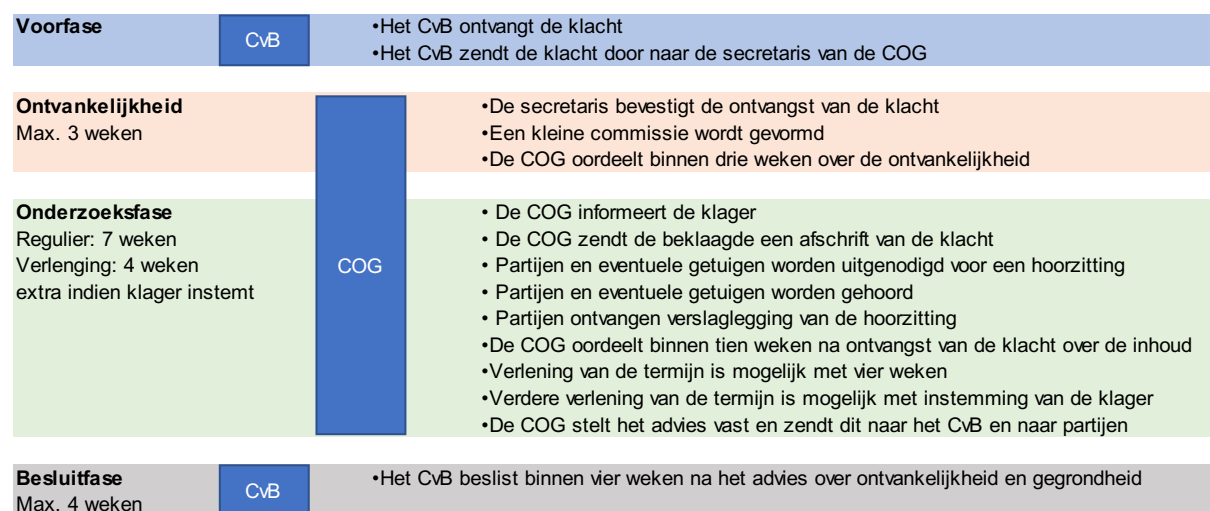 Voorfase
CvB
•Het CvB ontvangt de klacht
•Het CvB zendt de klacht door naar de secretaris van de COG
Ontvankelijkheid
Max. 3 weken
•De secretaris bevestigt de ontvangst van de klacht
•Een kleine commissie wordt gevormd
•De COG oordeelt binnen drie weken over de ontvankelijkheid
Onderzoeksfase
Regulier: 7 weken
Verlenging: 4 weken
extra indien klager instemt
COG
• De COG informeert de klager
• De COG zendt de beklaagde een afschrift van de klacht
• Partijen en eventuele getuigen worden uitgenodigd voor een hoorzitting
• Partijen en eventuele getuigen worden gehoord
• Partijen ontvangen verslaglegging van de hoorzitting
•De COG oordeelt binnen tien weken na ontvangst van de klacht over de inhoud
•Verlening van de termijn is mogelijk met vier weken
•Verdere verlening van de termijn is mogelijk met instemming van de klager
•De COG stelt het advies vast en zendt dit naar het CvB en naar partijen
Besluitfase
Max. 4 weken
CvB
•Het CvB beslist binnen vier weken na het advies over ontvankelijkheid en gegrondheid